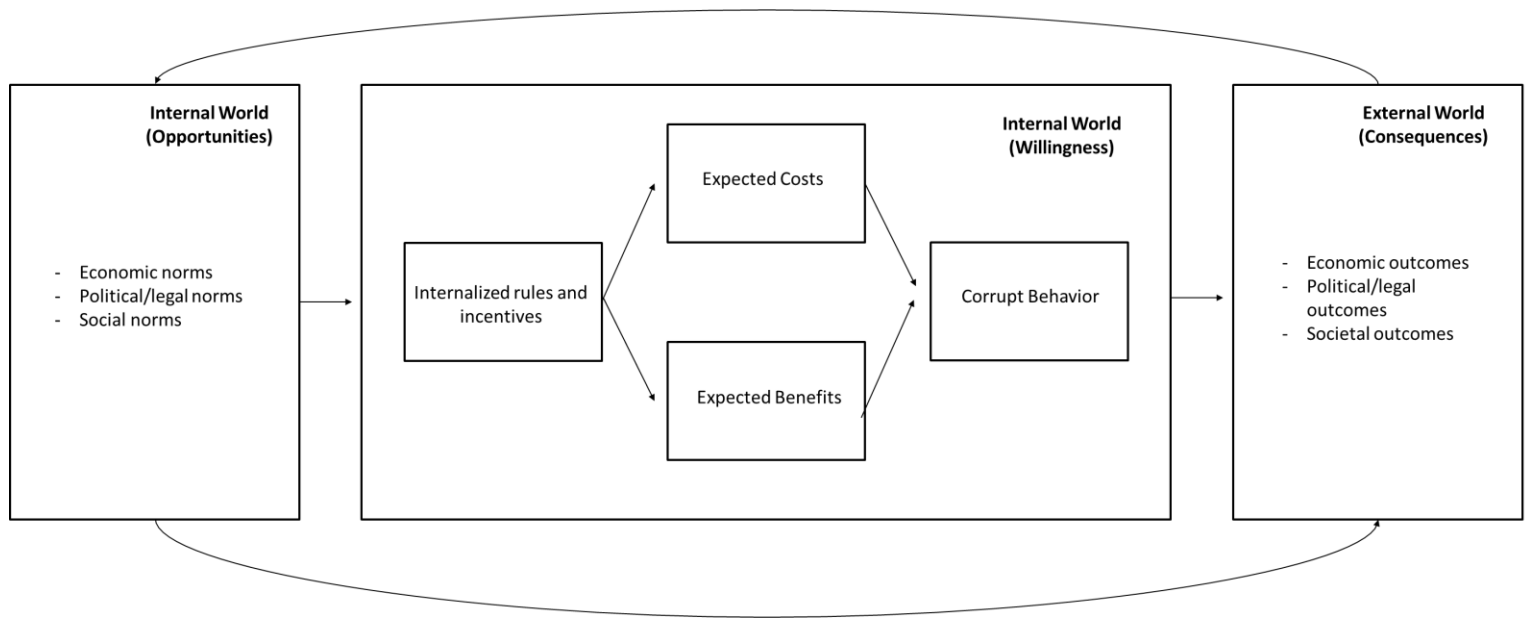 Internal World
(Opportunities)
- Economic norms
- Political/legal norms
- Social norms
Internal World
(Willingness)
Internalized rules and
incentives
Expected Costs
Expected Benefits
Corrupt Behavior
External World
(Consequences)
- Economic outcomes
- Political/legal
outcomes
- Societal outcomes